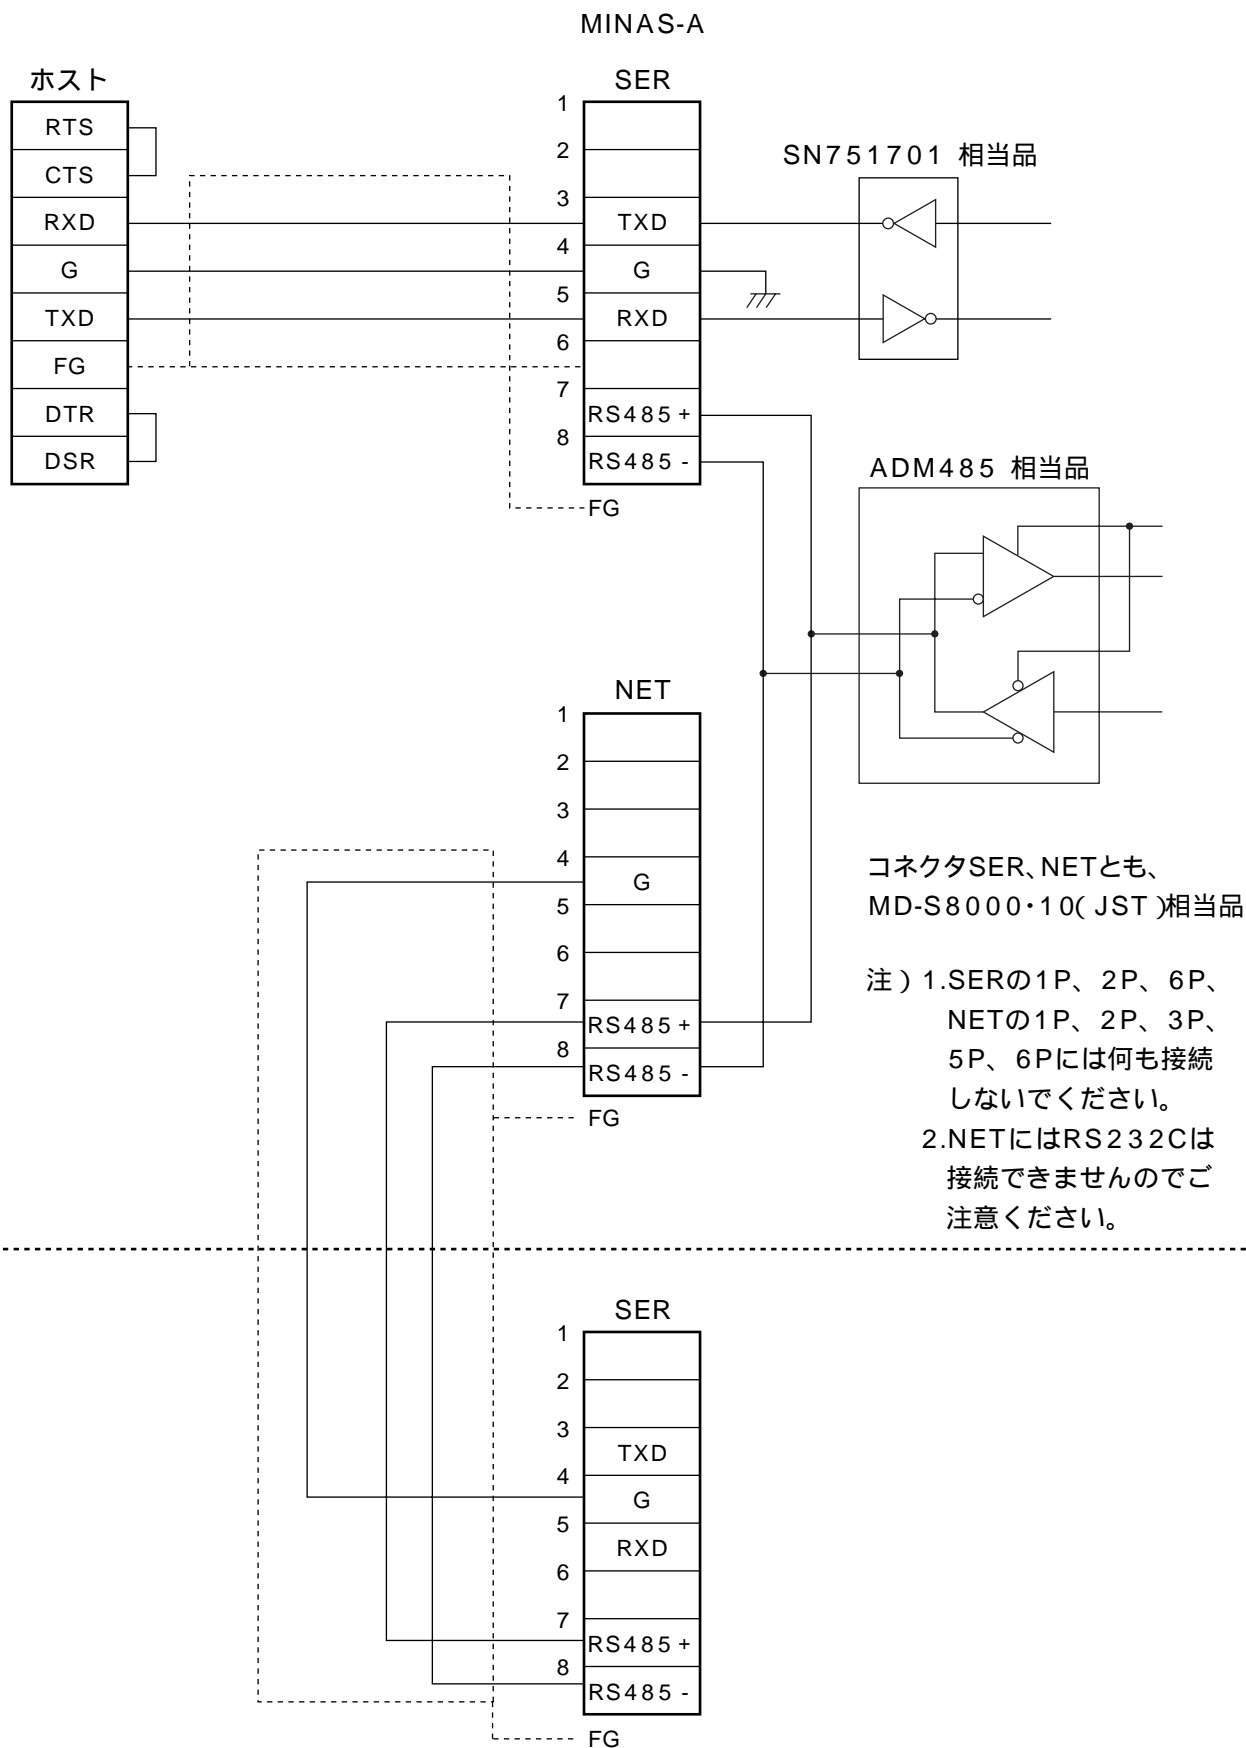 MINAS-A
ホスト
RTS
CTS
RXD
G
TXD
FG
DTR
DSR
SER
1
2
3
TXD
4
G
5
RXD
6
7
RS485+
8
RS485-
FG
SN751701 相当品
ADM485 相当品
NET
1
2
3
4
G
5
6
7
RS485+
8
RS485-
FG
コネクタSER、NETとも、
MD-S8000・10(JST)相当品
注)1.SERの1P、2P、6P、
NETの1P、2P、3P、
5P、6Pには何も接続
しないでください。
2.NETにはRS232Cは
接続できませんのでご
注意ください。
SER
1
2
3
TXD
4
G
5
RXD
6
7
RS485+
8
RS485-
FG